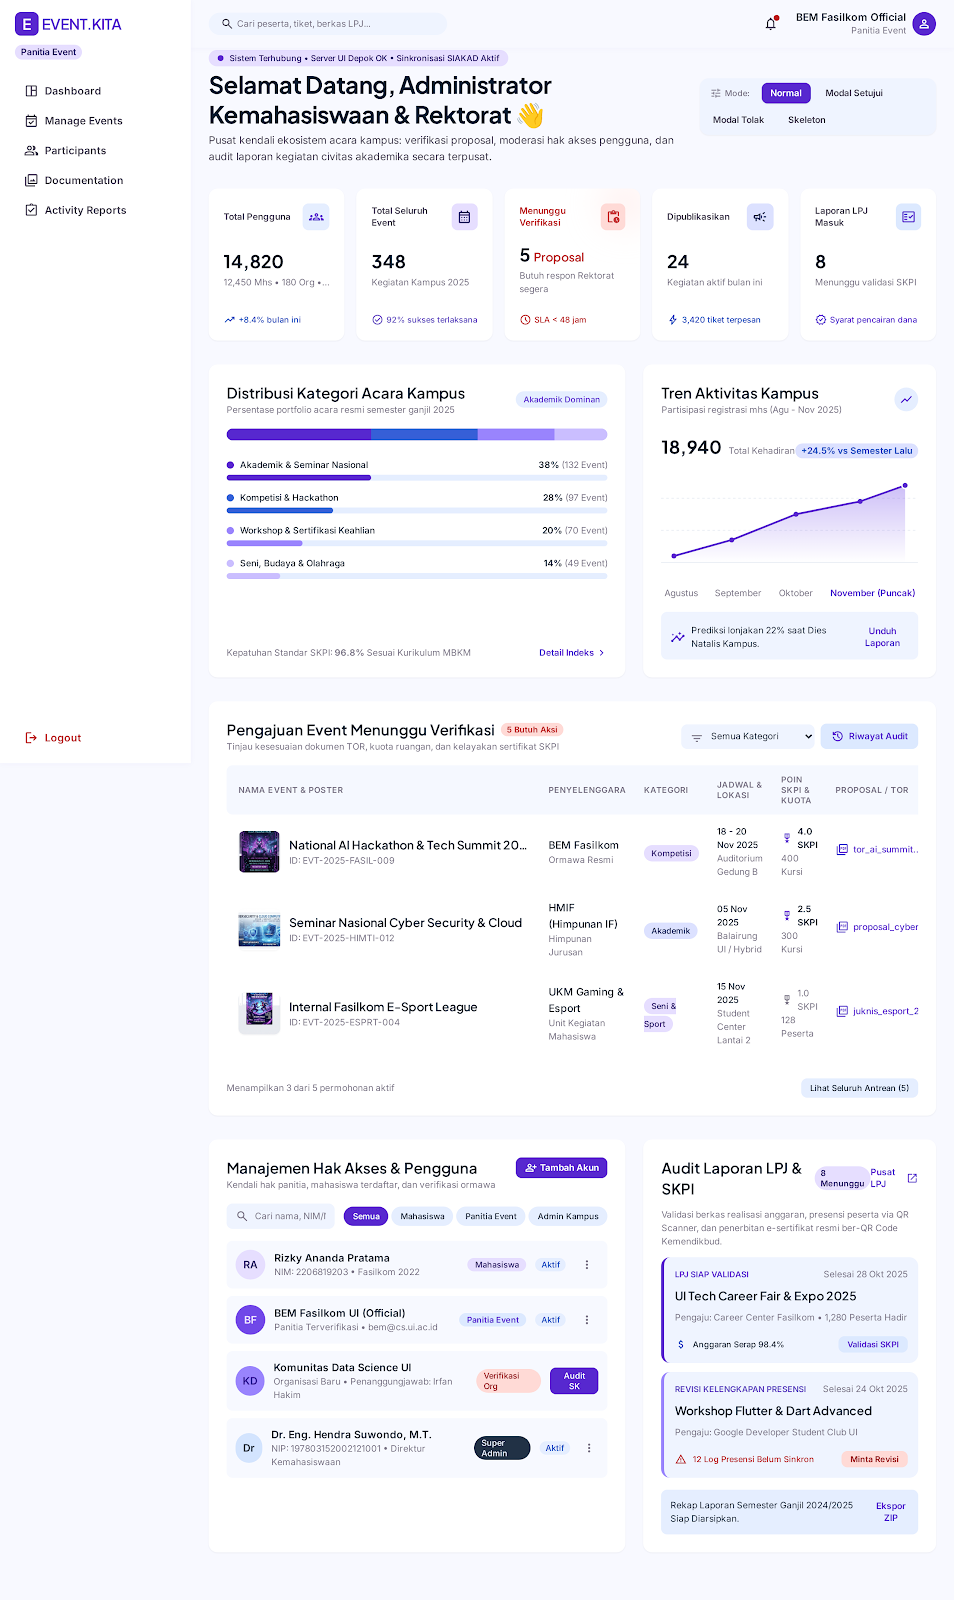 E EVENT.KITA
Panitia Event
Dashboard
Manage Events
Participants
Documentation
Activity Reports
Logout
Cari peserta, tiket, berkas LPJ...
BEM Fasilkom Official
Panitia Event
Sistem Terhubung • Server UI Depok OK • Sinkronisasi SIAKAD Aktif
Selamat Datang, Administrator
Kemahasiswaan & Rektorat 👋
Pusat kendali ekosistem acara kampus: verifikasi proposal, moderasi hak akses pengguna, dan
audit laporan kegiatan civitas akademika secara terpusat.
Mode:
Normal
Modal Setujui
Modal Tolak
Skeleton
Total Pengguna
14,820
12,450 Mhs • 180 Org •...
+8.4% bulan ini
Total Seluruh
Event
348
Kegiatan Kampus 2025
92% sukses terlaksana
Menunggu
Verifikasi
5 Proposal
Butuh respon Rektorat
segera
SLA < 48 jam
Dipublikasikan
24
Kegiatan aktif bulan ini
3,420 tiket terpesan
Laporan LPJ
Masuk
8
Menunggu validasi SKPI
Syarat pencairan dana
Distribusi Kategori Acara Kampus
Persentase portfolio acara resmi semester ganjil 2025
Akademik Dominan
Akademik & Seminar Nasional
38% (132 Event)
Kompetisi & Hackathon
28% (97 Event)
Workshop & Sertifikasi Keahlian
20% (70 Event)
Seni, Budaya & Olahraga
14% (49 Event)
Kepatuhan Standar SKPI: 96.8% Sesuai Kurikulum MBKM
Detail Indeks
Tren Aktivitas Kampus
Partisipasi registrasi mhs (Agu - Nov 2025)
18,940 Total Kehadiran
+24.5% vs Semester Lalu
Agustus
September
Oktober
November (Puncak)
Prediksi lonjakan 22% saat Dies
Natalis Kampus.
Unduh
Laporan
Pengajuan Event Menunggu Verifikasi
5 Butuh Aksi
Tinjau kesesuaian dokumen TOR, kuota ruangan, dan kelayakan sertifikat SKPI
Semua Kategori
Riwayat Audit
NAMA EVENT & POSTER
PENYELENGGARA
KATEGORI
JADWAL &
LOKASI
POIN
SKPI &
KUOTA
PROPOSAL / TOR
National AI Hackathon & Tech Summit 20...
ID: EVT-2025-FASIL-009
BEM Fasilkom
Ormawa Resmi
Kompetisi
18 - 20
Nov 2025
Auditorium
Gedung B
4.0
SKPI
400
Kursi
tor_ai_summit..
Seminar Nasional Cyber Security & Cloud
ID: EVT-2025-HIMTI-012
HMIF
(Himpunan IF)
Himpunan
Jurusan
Akademik
05 Nov
2025
Balairung
UI / Hybrid
2.5
SKPI
300
Kursi
proposal_cyber
Internal Fasilkom E-Sport League
ID: EVT-2025-ESPRT-004
UKM Gaming &
Esport
Unit Kegiatan
Mahasiswa
Seni &
Sport
15 Nov
2025
Student
Center
Lantai 2
1.0
SKPI
128
Peserta
juknis_esport_2
Menampilkan 3 dari 5 permohonan aktif
Lihat Seluruh Antrean (5)
Manajemen Hak Akses & Pengguna
Kendali hak panitia, mahasiswa terdaftar, dan verifikasi ormawa
Tambah Akun
Cari nama, NIM/N
Semua
Mahasiswa
Panitia Event
Admin Kampus
RA
Rizky Ananda Pratama
NIM: 2206819203 • Fasilkom 2022
Mahasiswa
Aktif
BF
BEM Fasilkom UI (Official)
Panitia Terverifikasi • bem@cs.ui.ac.id
Panitia Event
Aktif
KD
Komunitas Data Science UI
Organisasi Baru • Penanggungjawab: Irfan
Hakim
Verifikasi
Org
Audit
SK
Dr
Dr. Eng. Hendra Suwondo, M.T.
NIP: 197803152002121001 • Direktur
Kemahasiswaan
Super
Admin
Aktif
Audit Laporan LPJ &
SKPI
8
Menunggu
Pusat
LPJ
Validasi berkas realisasi anggaran, presensi peserta via QR
Scanner, dan penerbitan e-sertifikat resmi ber-QR Code
Kemendikbud.
LPJ SIAP VALIDASI
Selesai 28 Okt 2025
UI Tech Career Fair & Expo 2025
Pengaju: Career Center Fasilkom • 1,280 Peserta Hadir
$ Anggaran Serap 98.4%
Validasi SKPI
REVISI KELENGKAPAN PRESENSI
Selesai 24 Okt 2025
Workshop Flutter & Dart Advanced
Pengaju: Google Developer Student Club UI
12 Log Presensi Belum Sinkron
Minta Revisi
Rekap Laporan Semester Ganjil 2024/2025
Siap Diarsipkan.
Ekspor
ZIP